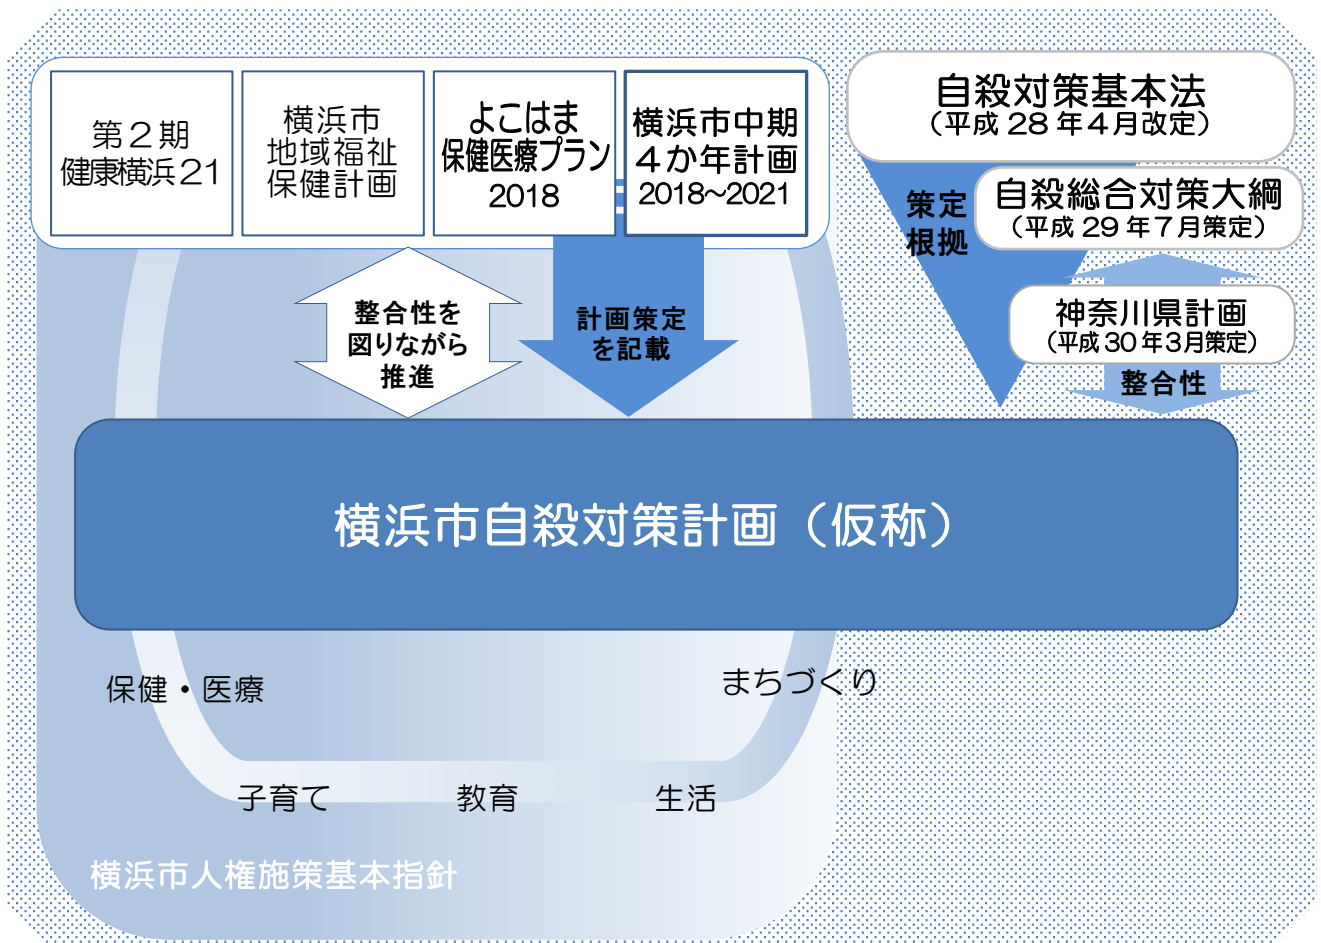 第２期
健康横浜21
横浜市
地域福祉
保健計画
よこはま
保健医療プラン
2018
横浜市中期
４か年計画
2018～2021
自殺対策基本法
（平成 28 年４月改定）
策定
根拠
自殺総合対策大綱
（平成 29 年７月策定）
神奈川県計画
（平成 30 年３月策定）
整合性
整合性を
図りながら
推進
計画策定
を記載
横浜市自殺対策計画（仮称）
保健・医療
まちづくり
子育て
教育
生活
横浜市人権施策基本指針